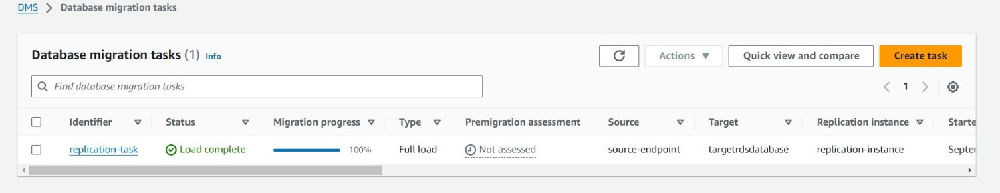 DMS > Database migration tasks
Database migration tasks (1) Info
Actions Quick view and compare Create task
Find database migration tasks
1
Identifier Status Migration progress Type Premigration assessment Source Target Replication instance Starte
replication-task Load complete 100% Full load Not assessed source-endpoint targetrdsdatabase replication-instance Septe